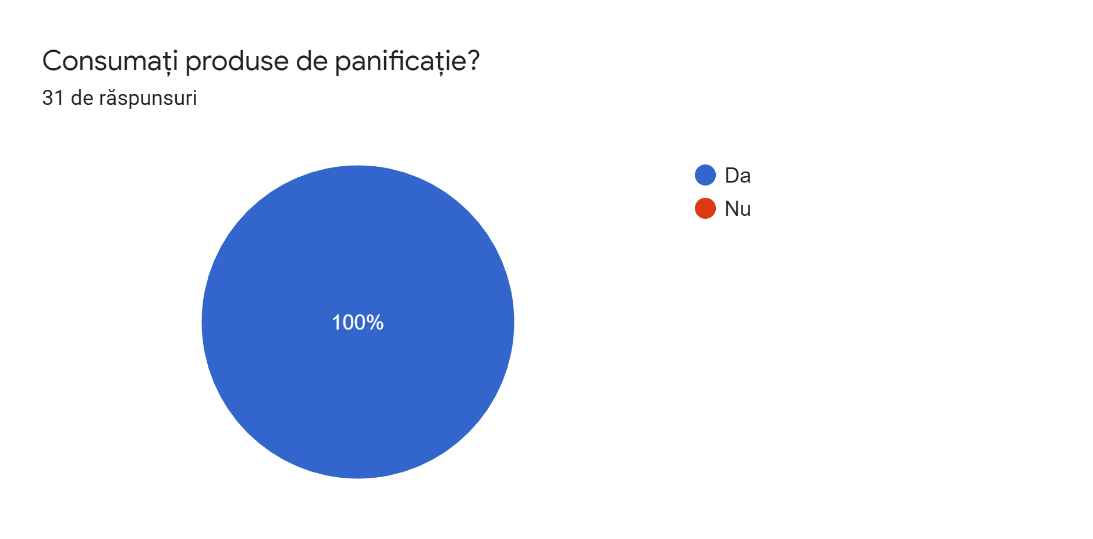 Consumați produse de panificație?
31 de răspunsuri
Da
Nu
100%